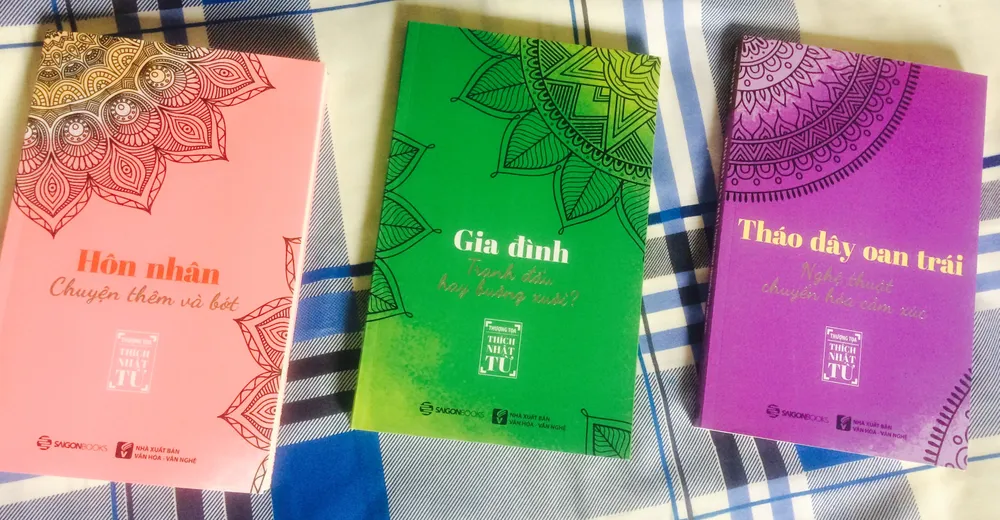 Hôn nhân
Chuyện thêm và bớt
THƯỢNG TỌA
THÍCH
NHẬT
TỪ
SAIGONBOOKS
NHÀ XUẤT BẢN
VĂN HÓA - VĂN NGHỆ
Gia đình
Tranh đấu
hay buông xuôi?
THƯỢNG TỌA
THÍCH
NHẬT
TỪ
SAIGONBOOKS
NHÀ XUẤT BẢN
VĂN HÓA - VĂN NGHỆ
Tháo dây oan trái
Nghệ thuật
chuyển hóa cảm xúc
THƯỢNG TỌA
THÍCH
NHẬT
TỪ
SAIGONBOOKS
NHÀ XUẤT BẢN
VĂN HÓA - VĂN NGHỆ